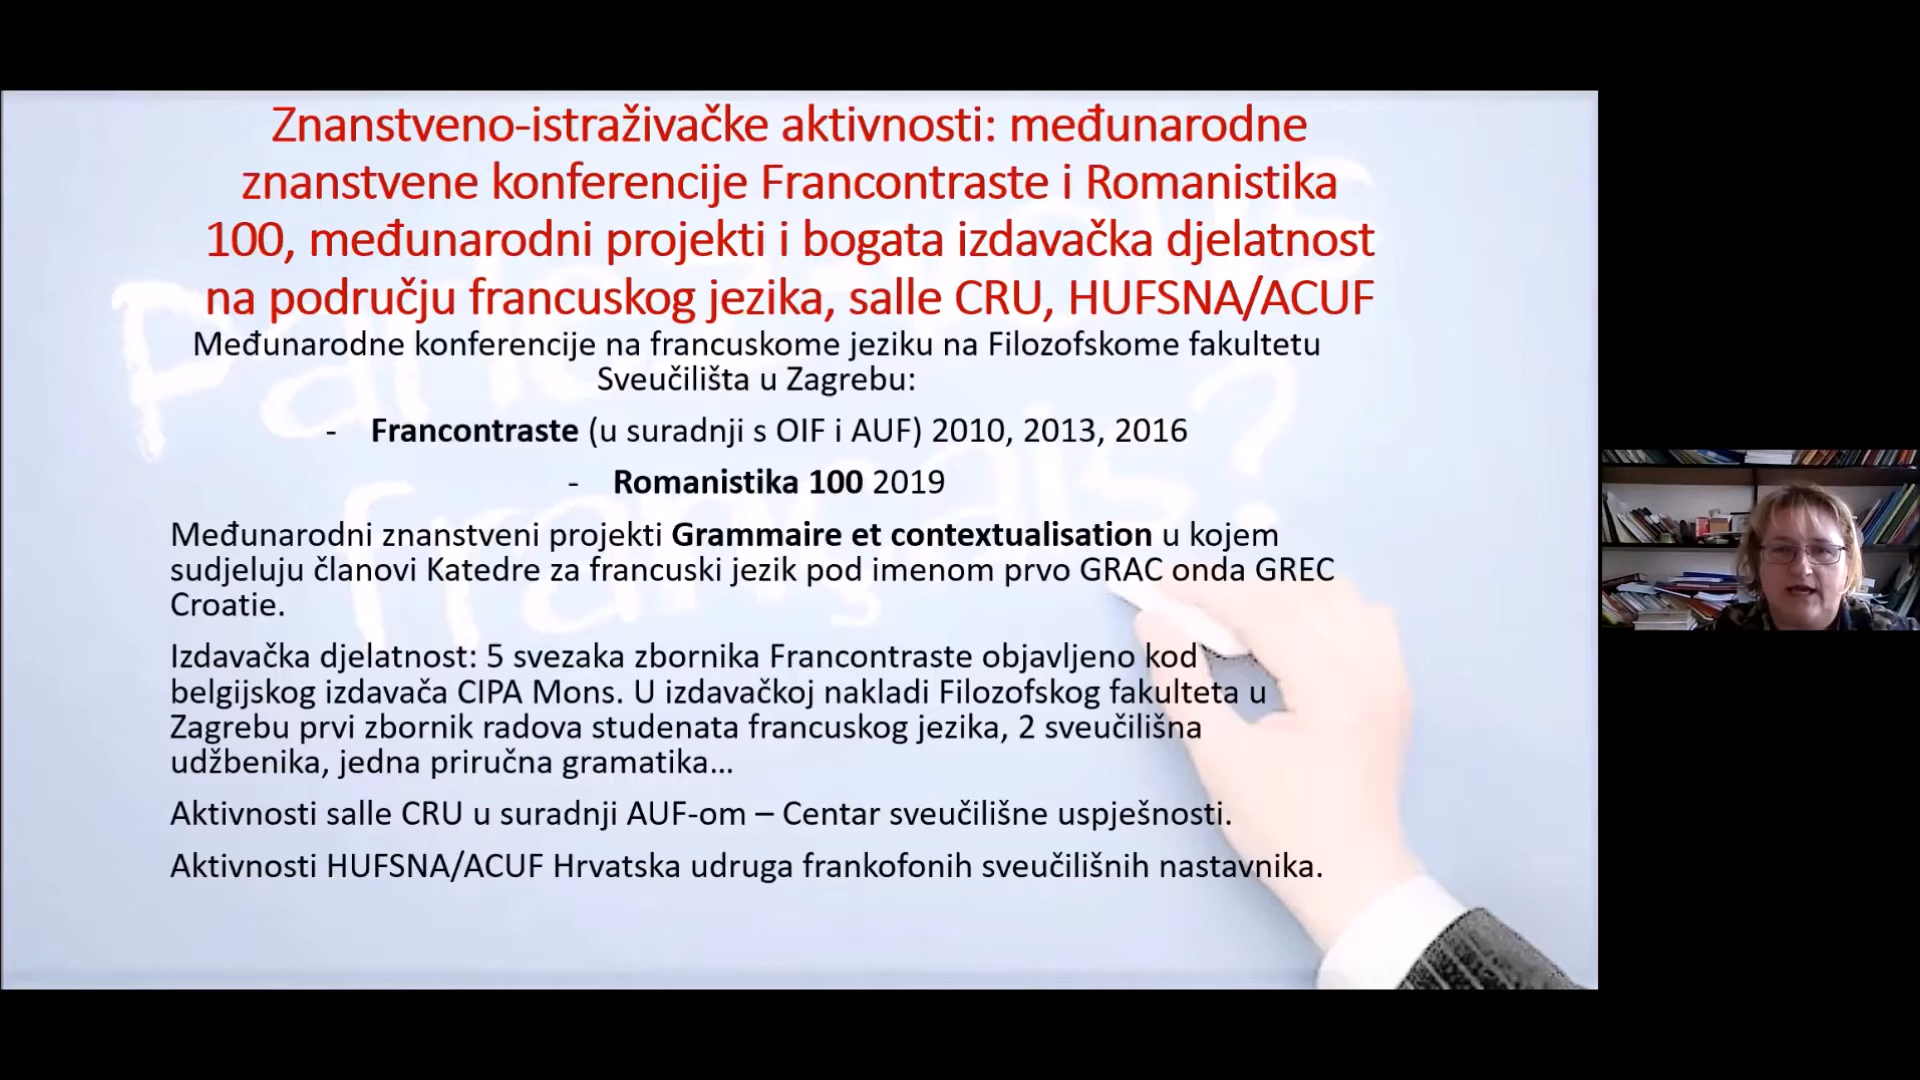 Znanstveno-istraživačke aktivnosti: međunarodne
znanstvene konferencije Francontraste i Romanistika
100, međunarodni projekti i bogata izdavačka djelatnost
na području francuskog jezika, salle CRU, HUFSNA/ACUF
Međunarodne konferencije na francuskome jeziku na Filozofskome fakultetu
Sveučilišta u Zagrebu:
- Francontraste (u suradnji s OIF i AUF) 2010, 2013, 2016
- Romanistika 100 2019
Međunarodni znanstveni projekti Grammaire et contextualisation u kojem
sudjeluju članovi Katedre za francuski jezik pod imenom prvo GRAC onda GREC
Croatie.
Izdavačka djelatnost: 5 svezaka zbornika Francontraste objavljeno kod
belgijskog izdavača CIPA Mons. U izdavačkoj nakladi Filozofskog fakulteta u
Zagrebu prvi zbornik radova studenata francuskog jezika, 2 sveučilišna
udžbenika, jedna priručna gramatika…
Aktivnosti salle CRU u suradnji AUF-om – Centar sveučilišne uspješnosti.
Aktivnosti HUFSNA/ACUF Hrvatska udruga frankofonih sveučilišnih nastavnika.
Parlez-vous
français?